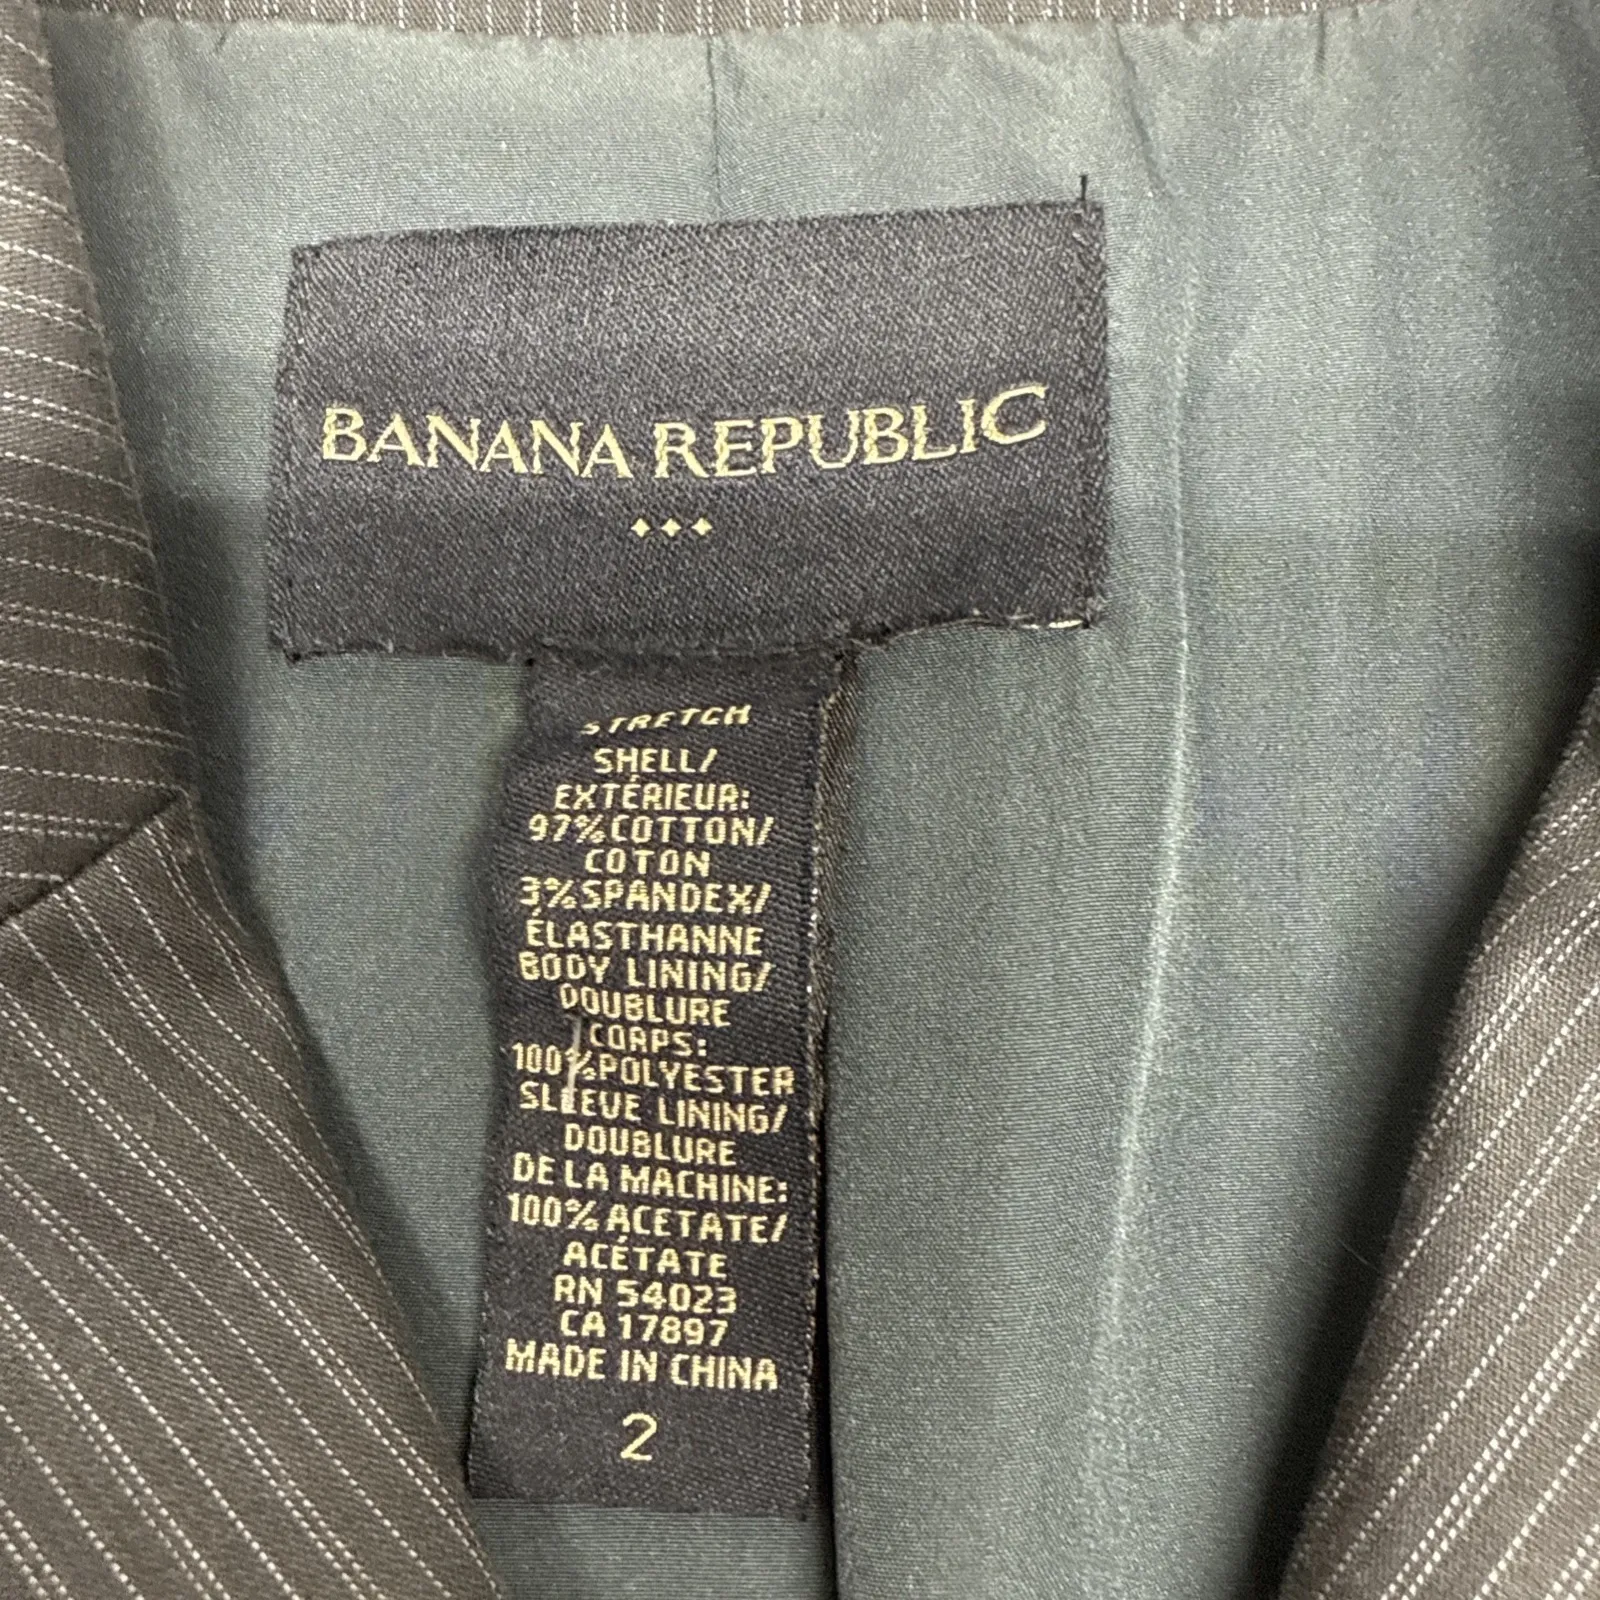 BANANA REPUBLIC
STRETCH
SHELL/
EXTÉRIEUR:
97%COTTON/
COTON
3%SPANDEX/
ÉLASTHANNE
BODY LINING/
DOUBLURE
CORPS:
100%POLYESTER
SLEEVE LINING/
DOUBLURE
DE LA MACHINE:
100%ACETATE/
ACÉTATE
RN 54023
CA 17897
MADE IN CHINA
2